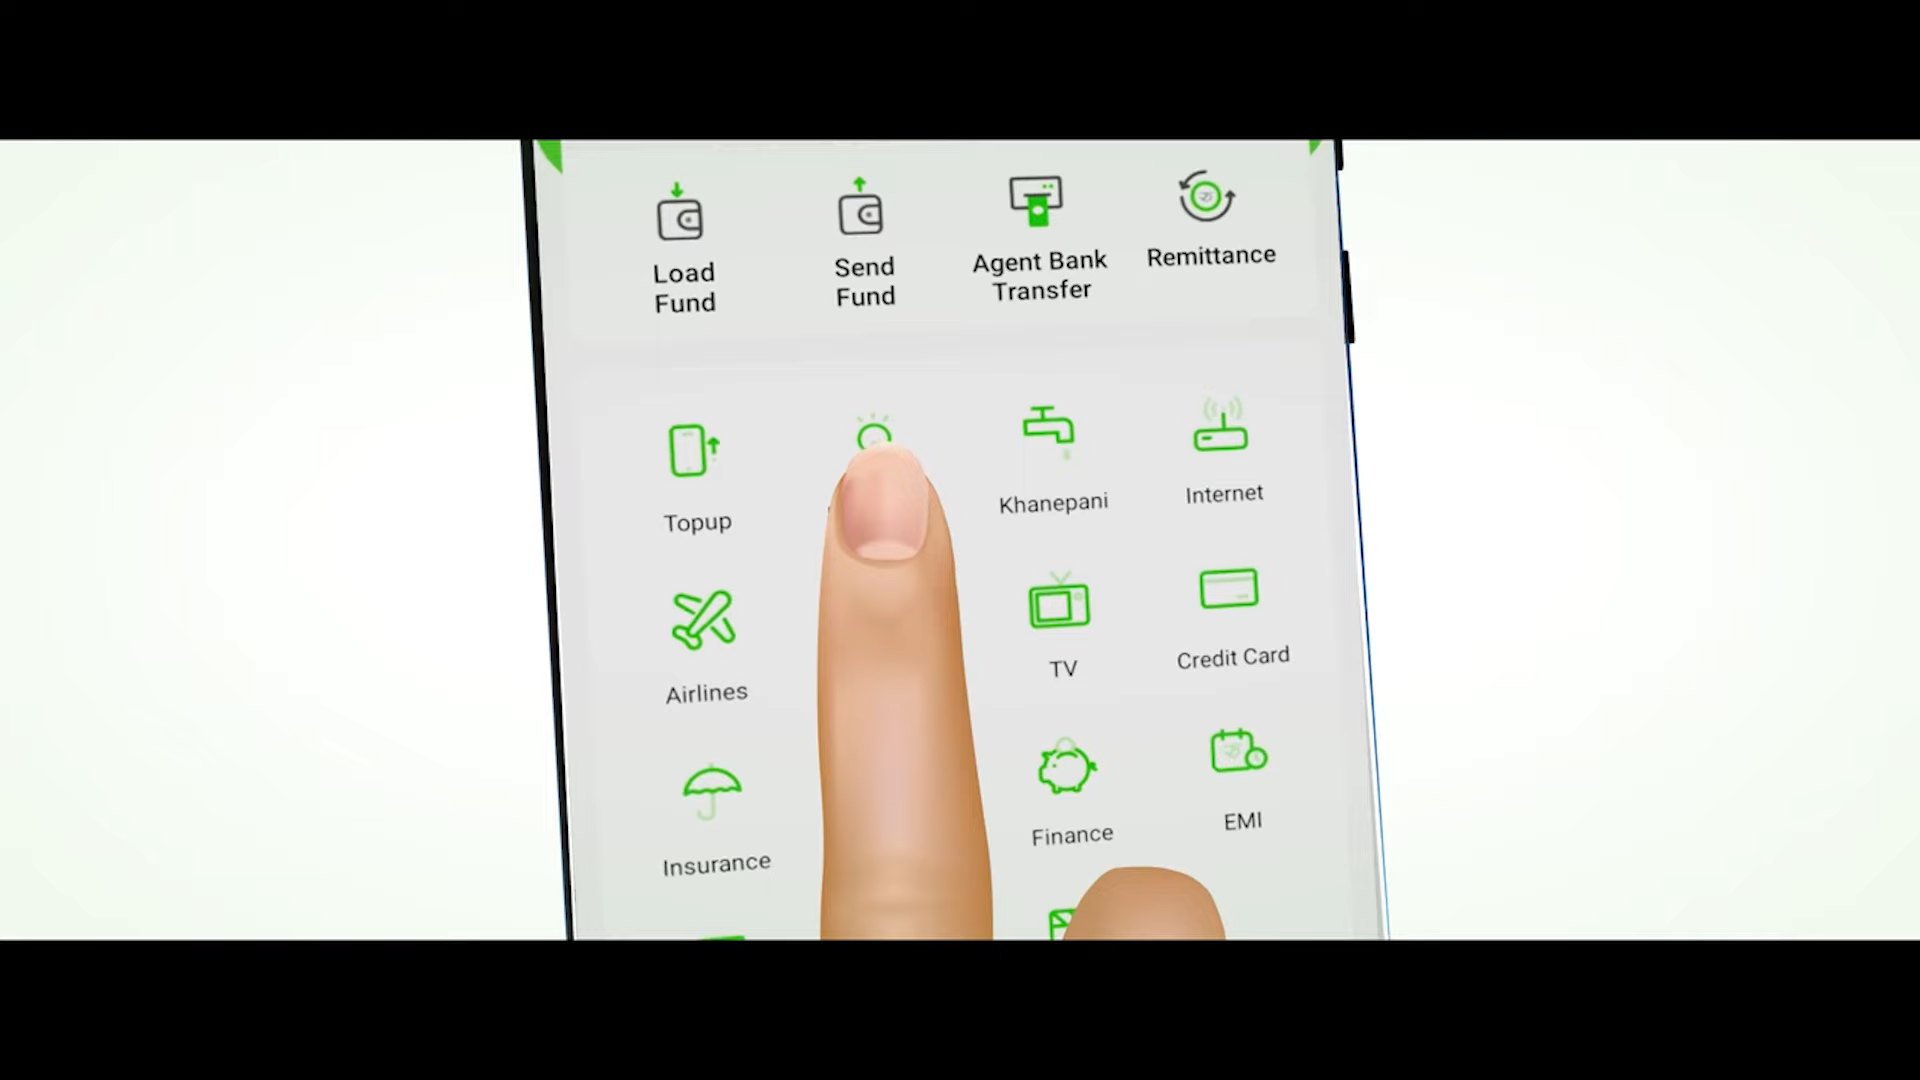 Load
Fund
Send
Fund
Agent Bank
Transfer
Remittance
Topup
Khanepani
Internet
Airlines
TV
Credit Card
Insurance
Finance
EMI